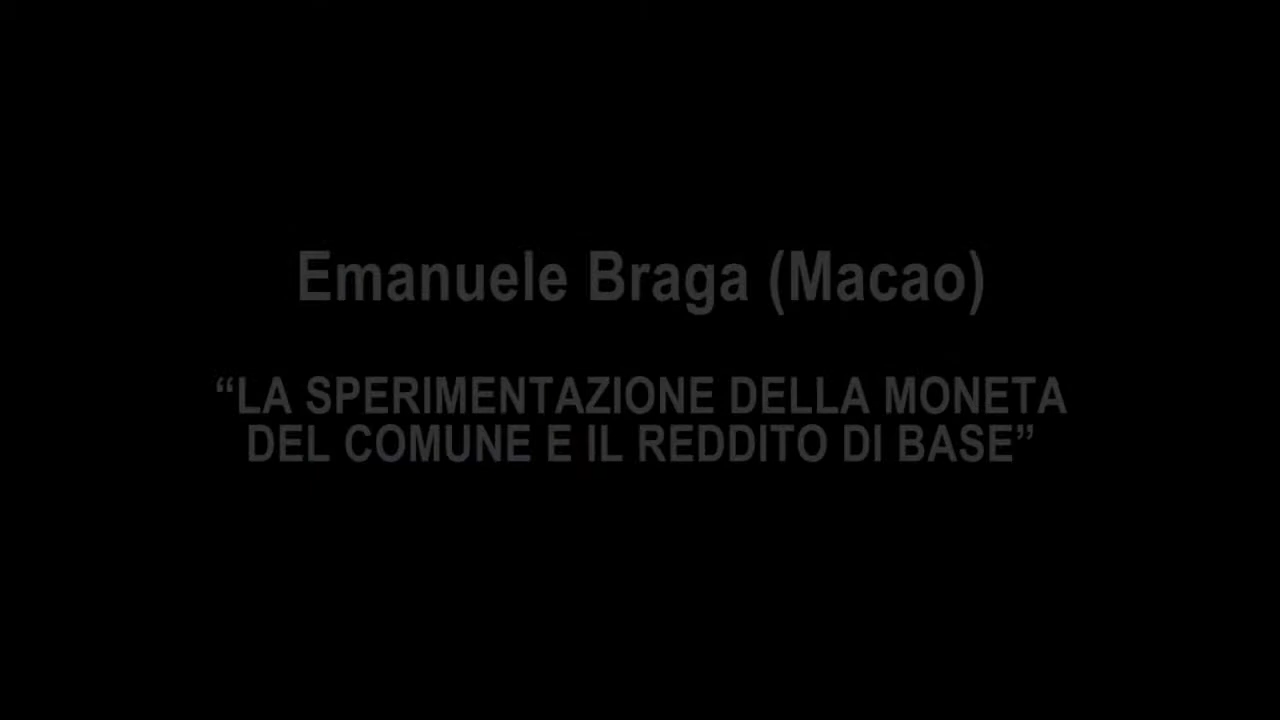 Emanuele Braga (Macao)
“LA SPERIMENTAZIONE DELLA MONETA
DEL COMUNE E IL REDDITO DI BASE”